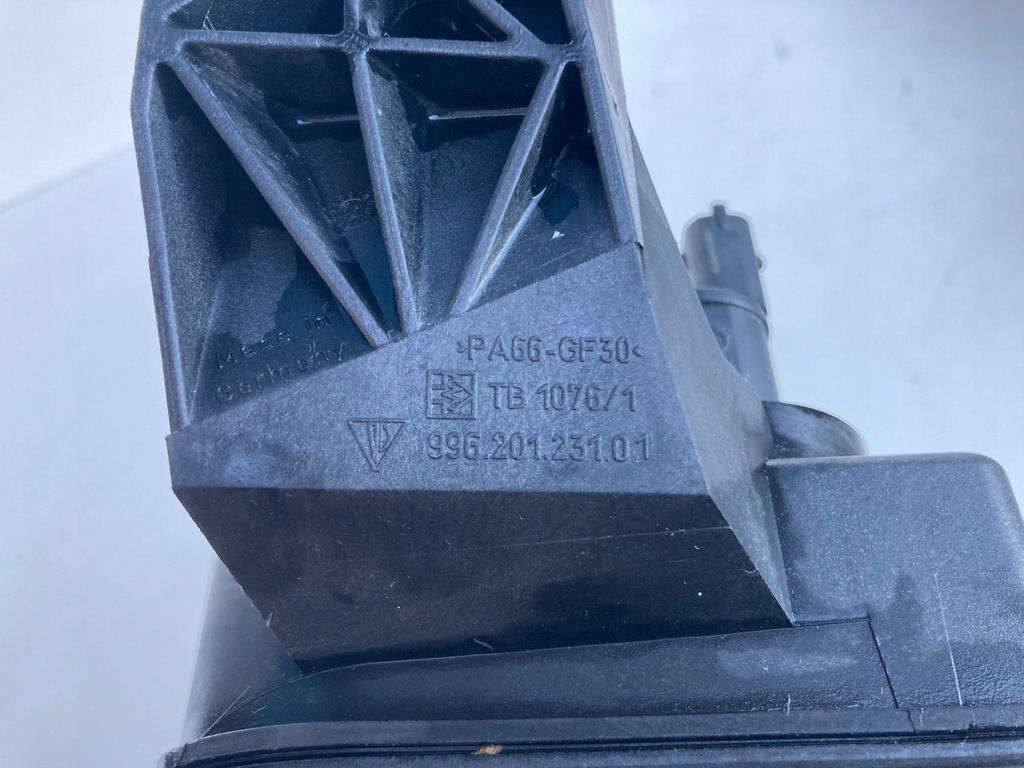 Made in
Germany
>PA66-GF30<
TB 1076/1
996.201.231.01